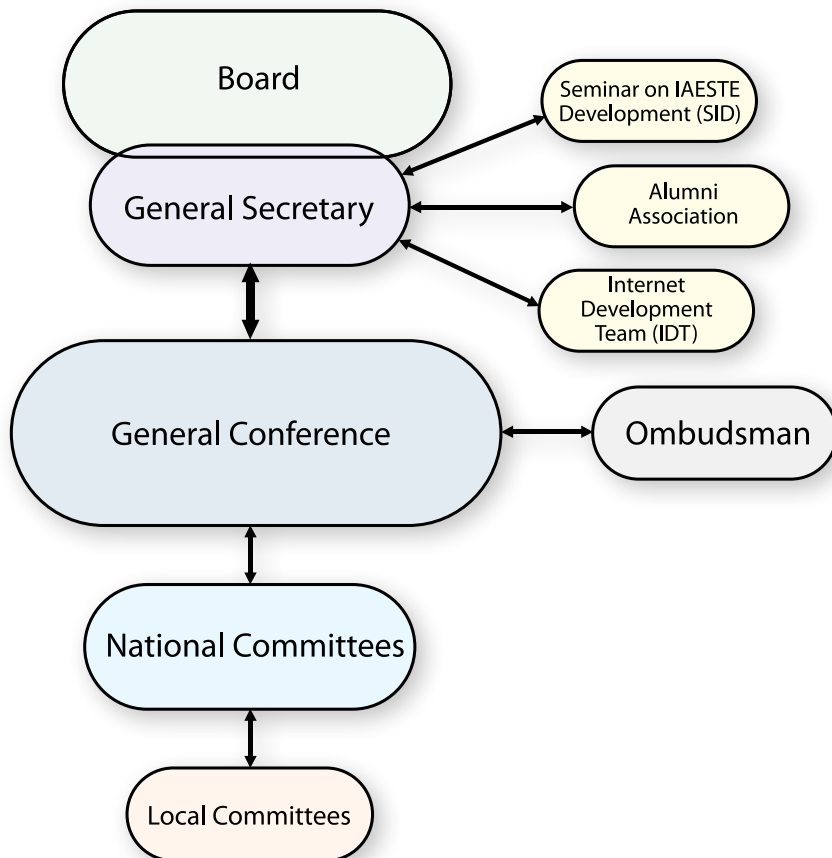 Board
Seminar on IAESTE
Development (SID)
General Secretary
Alumni
Association
Internet
Development
Team (IDT)
General Conference
Ombudsman
National Committees
Local Committees